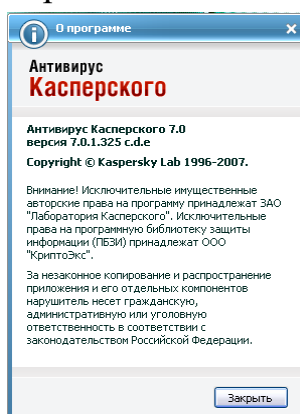 О программе
Антивирус
Касперского
Антивирус Касперского 7.0
версия 7.0.1.325 c.d.e
Copyright © Kaspersky Lab 1996-2007.
Внимание! Исключительные имущественные
авторские права на программу принадлежат ЗАО
"Лаборатория Касперского". Исключительные
права на программную библиотеку защиты
информации (ПБЗИ) принадлежат ООО
"КриптоЭкс".
За незаконное копирование и распространение
приложения и его отдельных компонентов
нарушитель несет гражданскую,
административную или уголовную
ответственность в соответствии с
законодательством Российской Федерации.
Закрыть